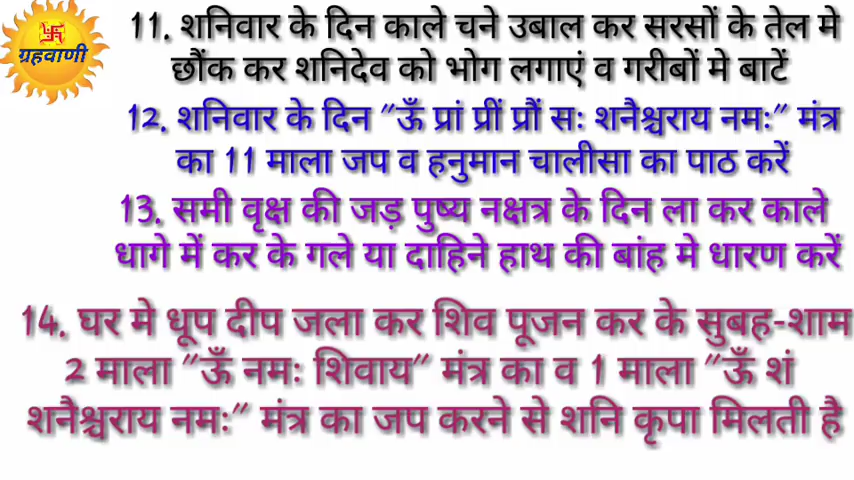 ग्रहवाणी
11. शनिवार के दिन काले चने उबाल कर सरसों के तेल मे
छौंक कर शनिदेव को भोग लगाएं व गरीबों मे बाटें
12. शनिवार के दिन "ऊँ प्रां प्रीं प्रौं सः शनैश्चराय नमः" मंत्र
का 11 माला जप व हनुमान चालीसा का पाठ करें
13. समी वृक्ष की जड़ पुष्य नक्षत्र के दिन ला कर काले
धागे में कर के गले या दाहिने हाथ की बांह मे धारण करें
14. घर मे धूप दीप जला कर शिव पूजन कर के सुबह-शाम
2 माला "ऊँ नमः शिवाय" मंत्र का व 1 माला "ऊँ शं
शनैश्चराय नमः" मंत्र का जप करने से शनि कृपा मिलती है